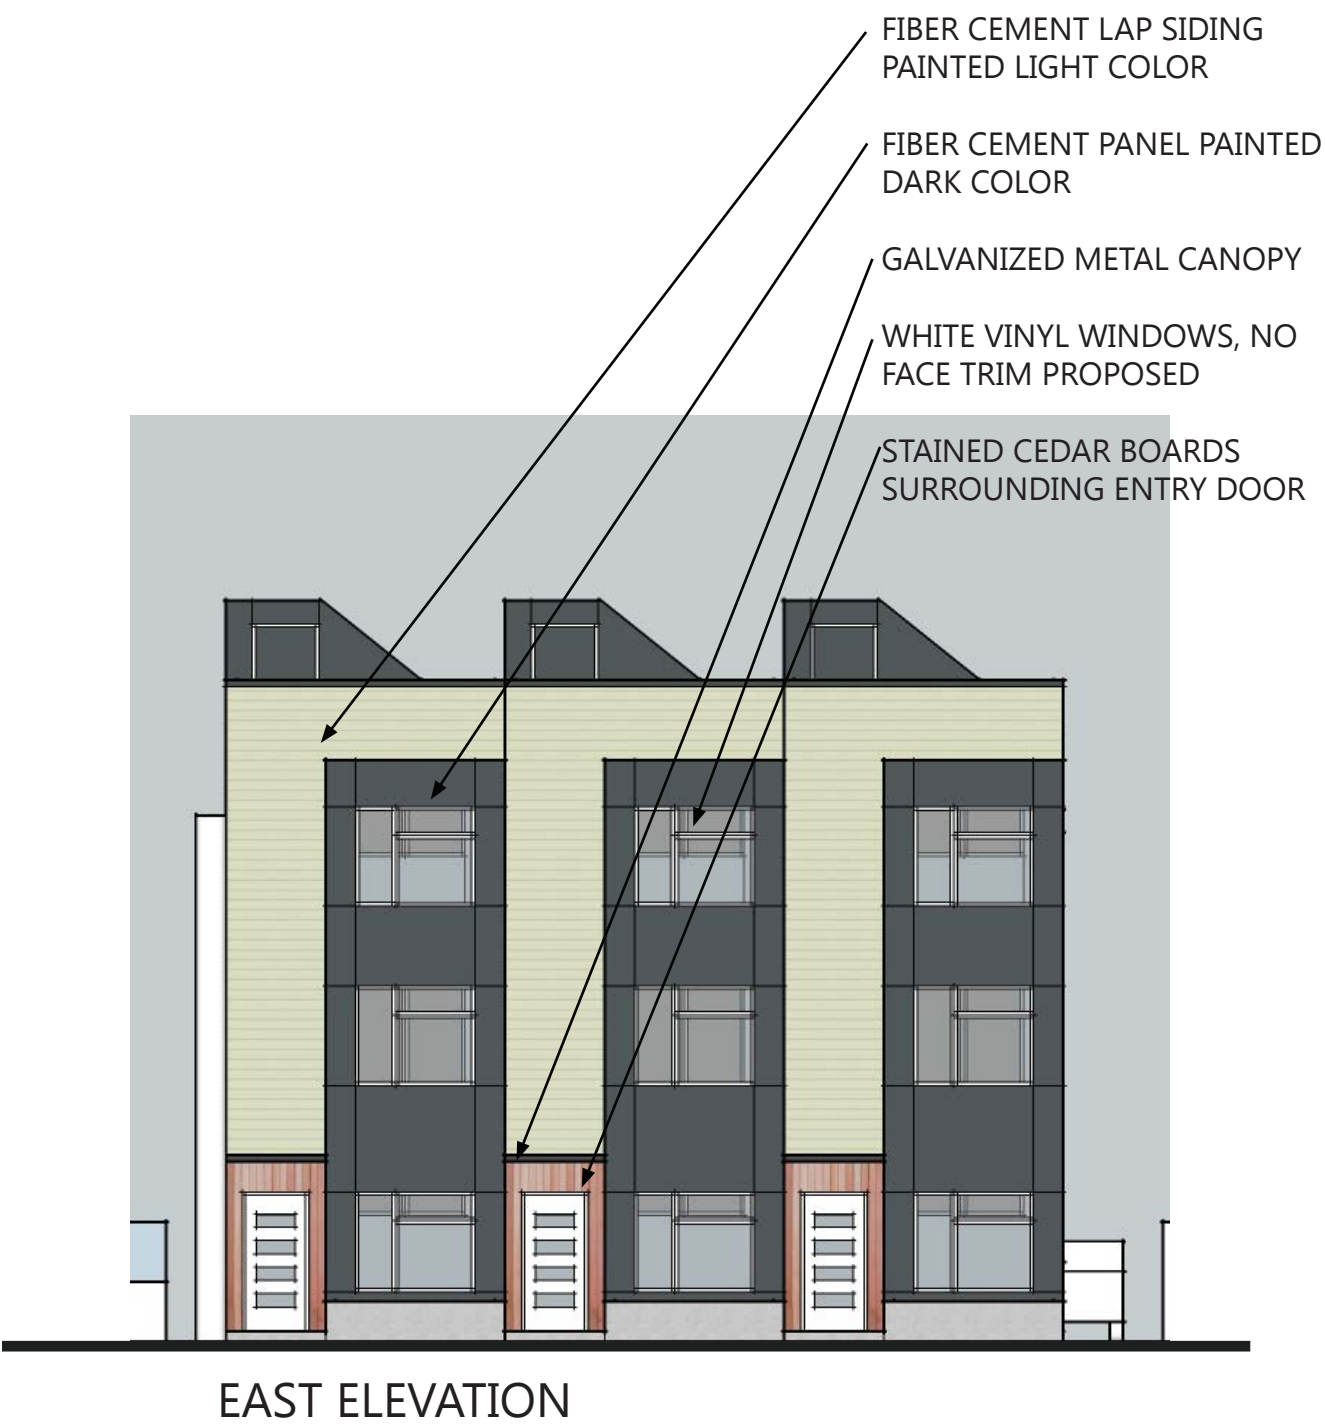 FIBER CEMENT LAP SIDING
PAINTED LIGHT COLOR
FIBER CEMENT PANEL PAINTED
DARK COLOR
GALVANIZED METAL CANOPY
WHITE VINYL WINDOWS, NO
FACE TRIM PROPOSED
STAINED CEDAR BOARDS
SURROUNDING ENTRY DOOR
EAST ELEVATION